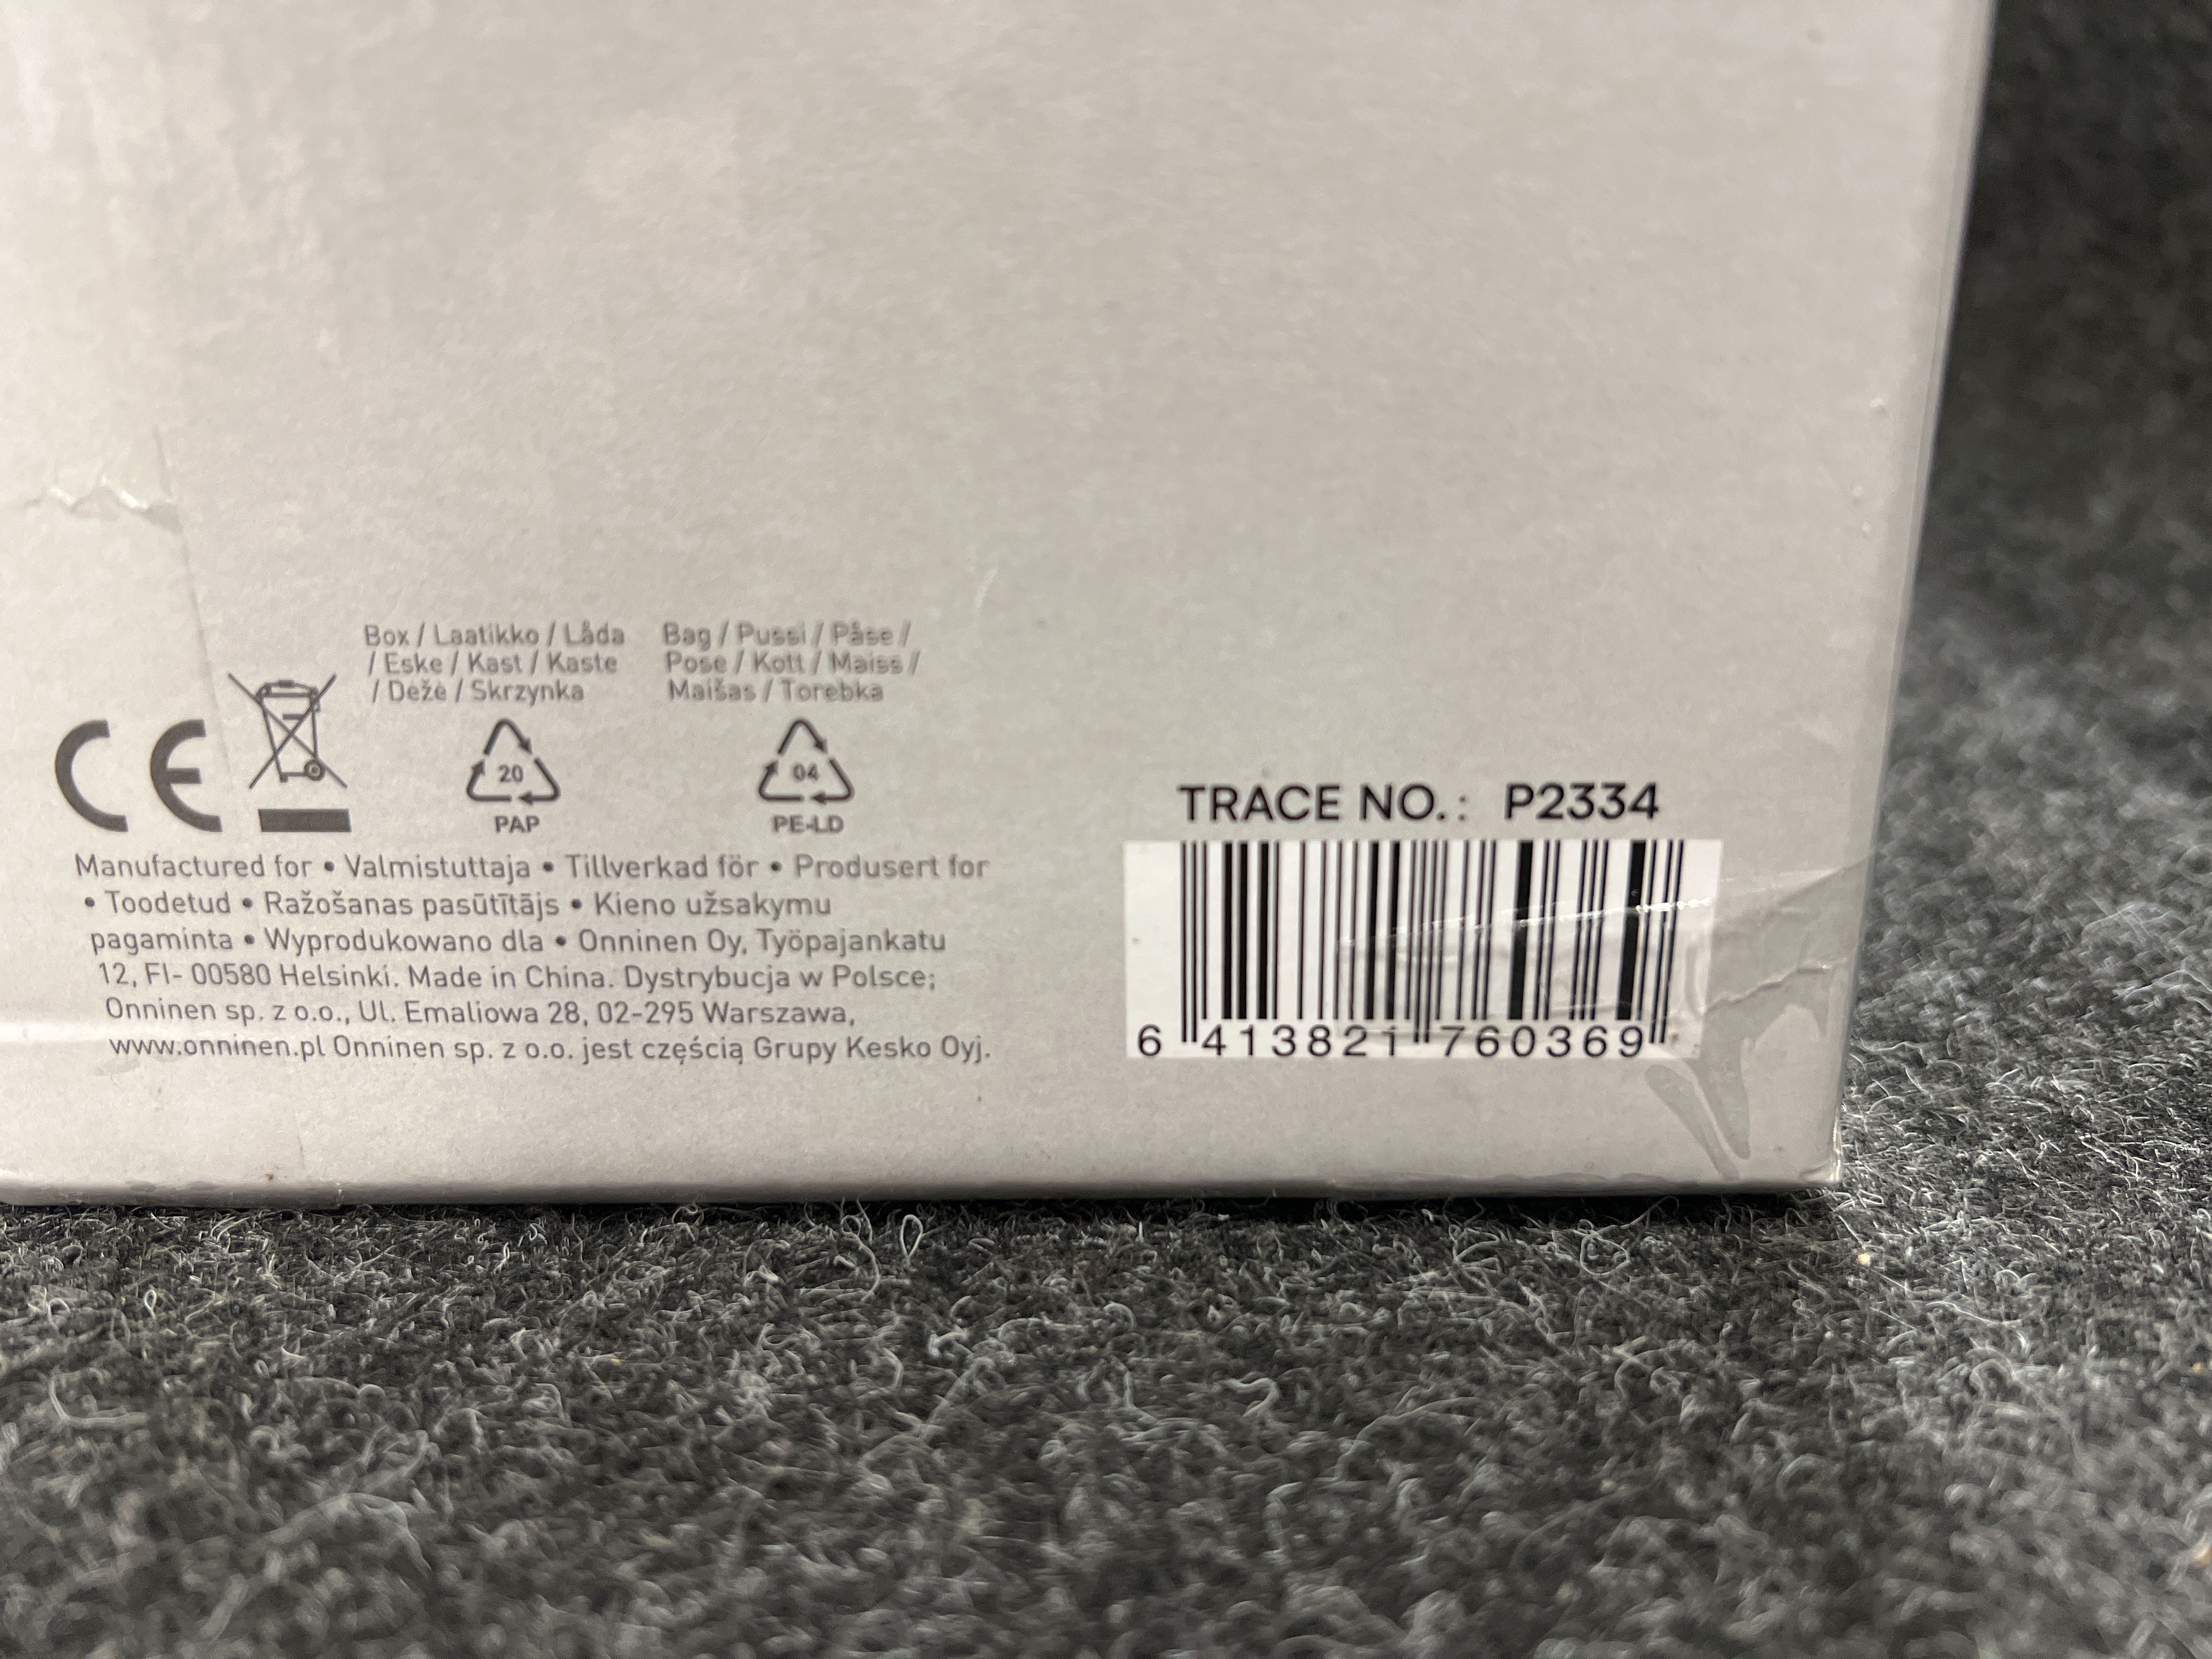 Box / Laatikko / Låda
/ Eske / Kast / Kaste
/ Dėžė / Skrzynka
Bag / Pussi / Påse /
Pose / Kott / Maiss /
Maišas / Torebka
CE
20
PAP
04
PE-LD
Manufactured for • Valmistuttaja • Tillverkad för • Produsert for
• Toodetud • Ražošanas pasūtītājs • Kieno užsakymu
pagaminta • Wyprodukowano dla • Onninen Oy, Työpajankatu
12, FI- 00580 Helsinki. Made in China. Dystrybucja w Polsce;
Onninen sp. z o.o., Ul. Emaliowa 28, 02-295 Warszawa,
www.onninen.pl Onninen sp. z o.o. jest częścią Grupy Kesko Oyj.
TRACE NO.: P2334
6 413821 760369